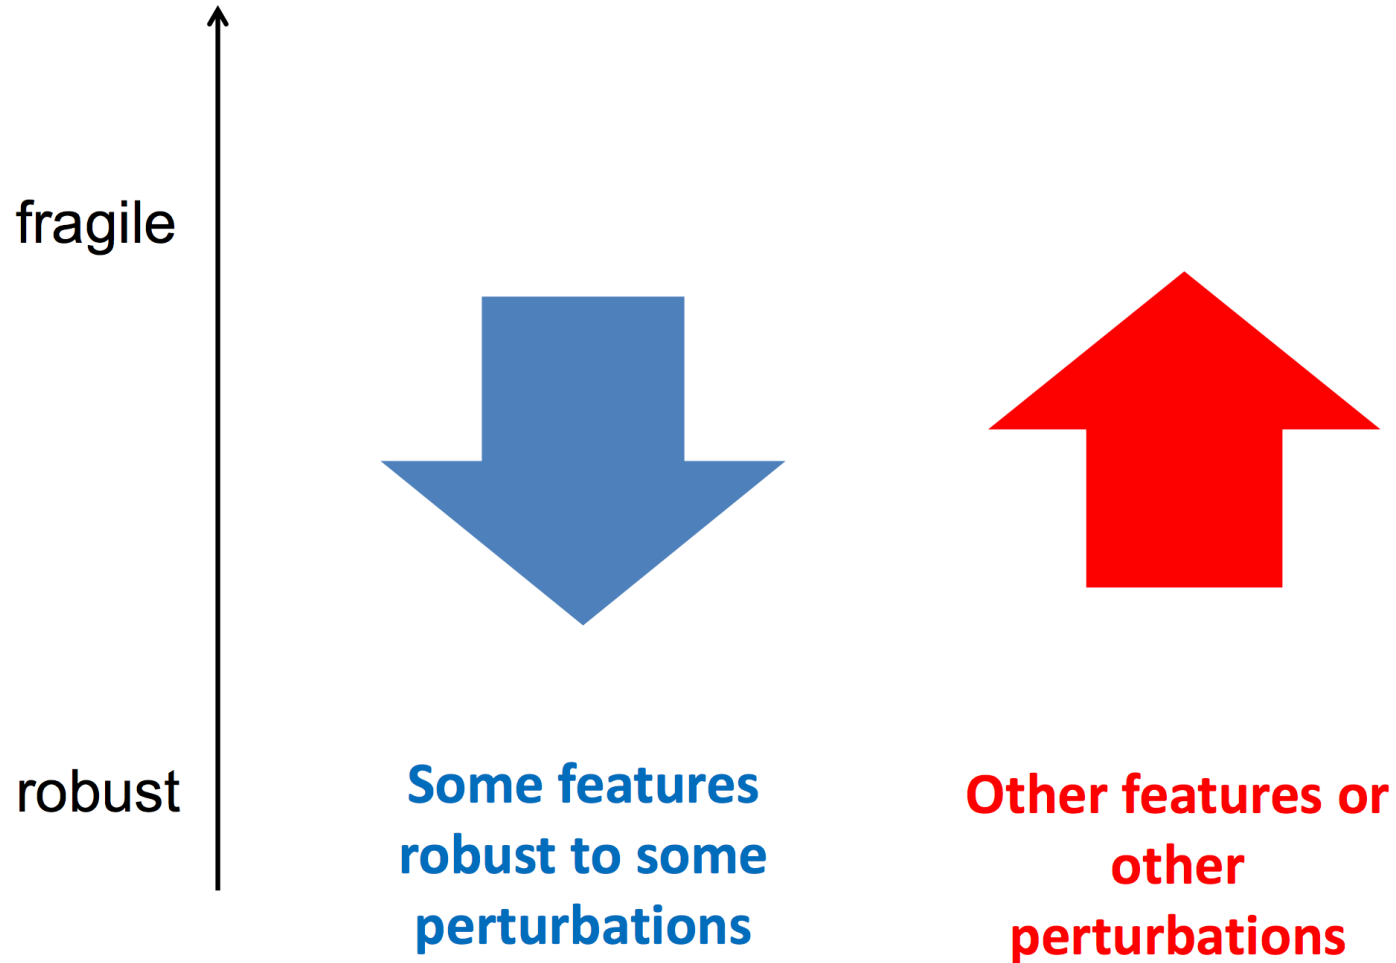 fragile
robust
Some features
robust to some
perturbations
Other features or
other
perturbations